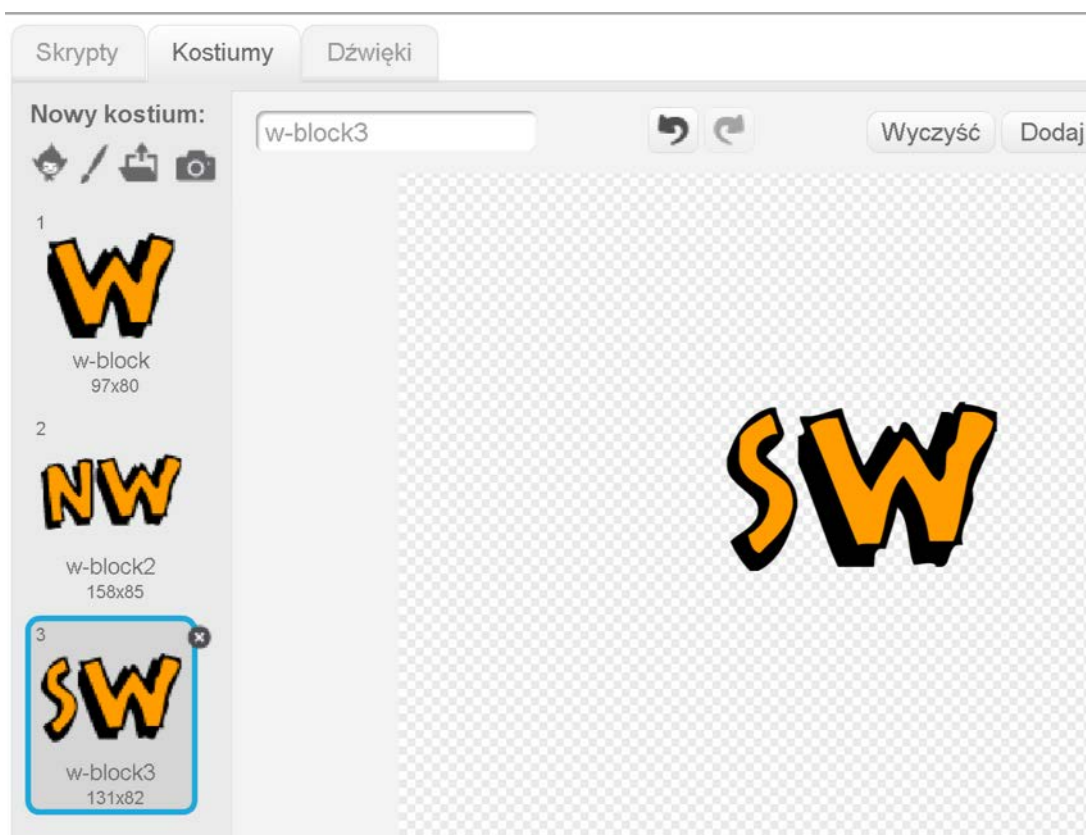 Skrypty Kostiumy Dźwięki
Nowy kostium:
w-block3
Wyczyść Dodaj
1
W
w-block
97x80
2
NW
w-block2
158x85
3
SW
w-block3
131x82
SW